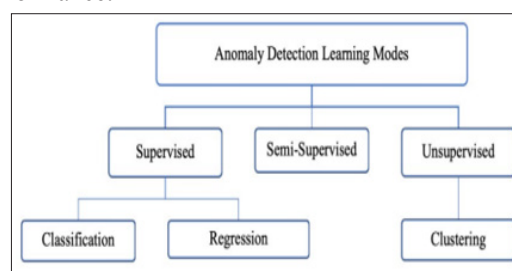 Anomaly Detection Learning Modes
Supervised
Semi-Supervised
Unsupervised
Classification
Regression
Clustering